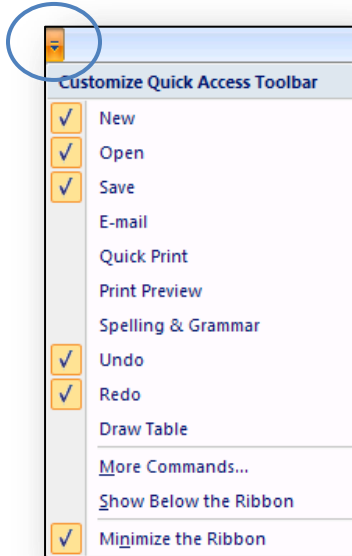 Customize Quick Access Toolbar
New
Open
Save
E-mail
Quick Print
Print Preview
Spelling & Grammar
Undo
Redo
Draw Table
More Commands...
Show Below the Ribbon
Minimize the Ribbon